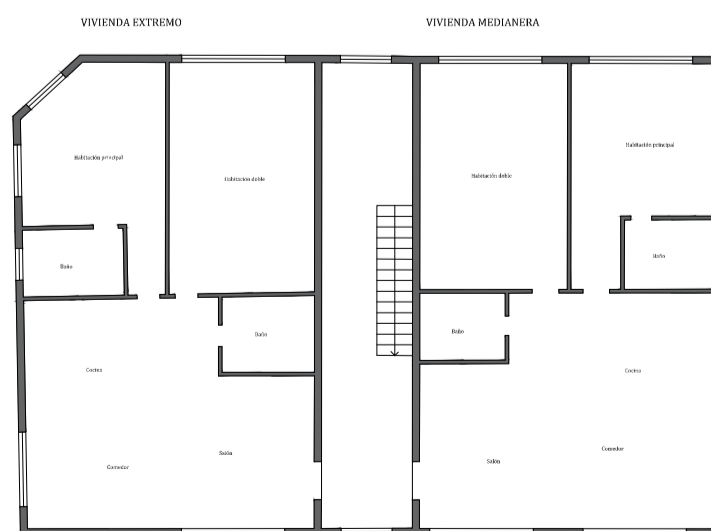 VIVIENDA EXTREMO
VIVIENDA MEDIANERA
Habitación principal
Habitación doble
Habitación doble
Habitación principal
Baño
Baño
Baño
Baño
Cocina
Cocina
Comedor
Salón
Salón
Comedor